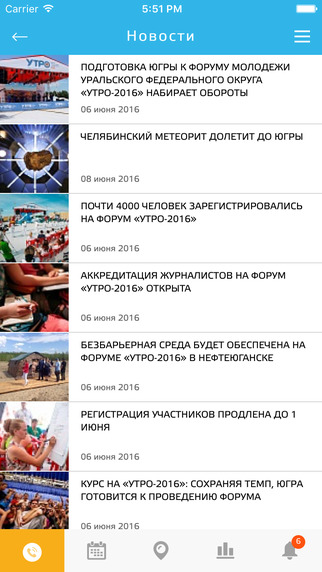 Carrier
5:51 PM
Новости
ПОДГОТОВКА ЮГРЫ К ФОРУМУ МОЛОДЕЖИ
УРАЛЬСКОГО ФЕДЕРАЛЬНОГО ОКРУГА
«УТРО-2016» НАБИРАЕТ ОБОРОТЫ
06 июня 2016
УТРО
ЧЕЛЯБИНСКИЙ МЕТЕОРИТ ДОЛЕТИТ ДО ЮГРЫ
08 июня 2016
ПОЧТИ 4000 ЧЕЛОВЕК ЗАРЕГИСТРИРОВАЛИСЬ
НА ФОРУМ «УТРО-2016»
06 июня 2016
АККРЕДИТАЦИЯ ЖУРНАЛИСТОВ НА ФОРУМ
«УТРО-2016» ОТКРЫТА
06 июня 2016
БЕЗБАРЬЕРНАЯ СРЕДА БУДЕТ ОБЕСПЕЧЕНА НА
ФОРУМЕ «УТРО-2016» В НЕФТЕЮГАНСКЕ
06 июня 2016
РЕГИСТРАЦИЯ УЧАСТНИКОВ ПРОДЛЕНА ДО 1
ИЮНЯ
06 июня 2016
КУРС НА «УТРО-2016»: СОХРАНЯЯ ТЕМП, ЮГРА
ГОТОВИТСЯ К ПРОВЕДЕНИЮ ФОРУМА
06 июня 2016
6